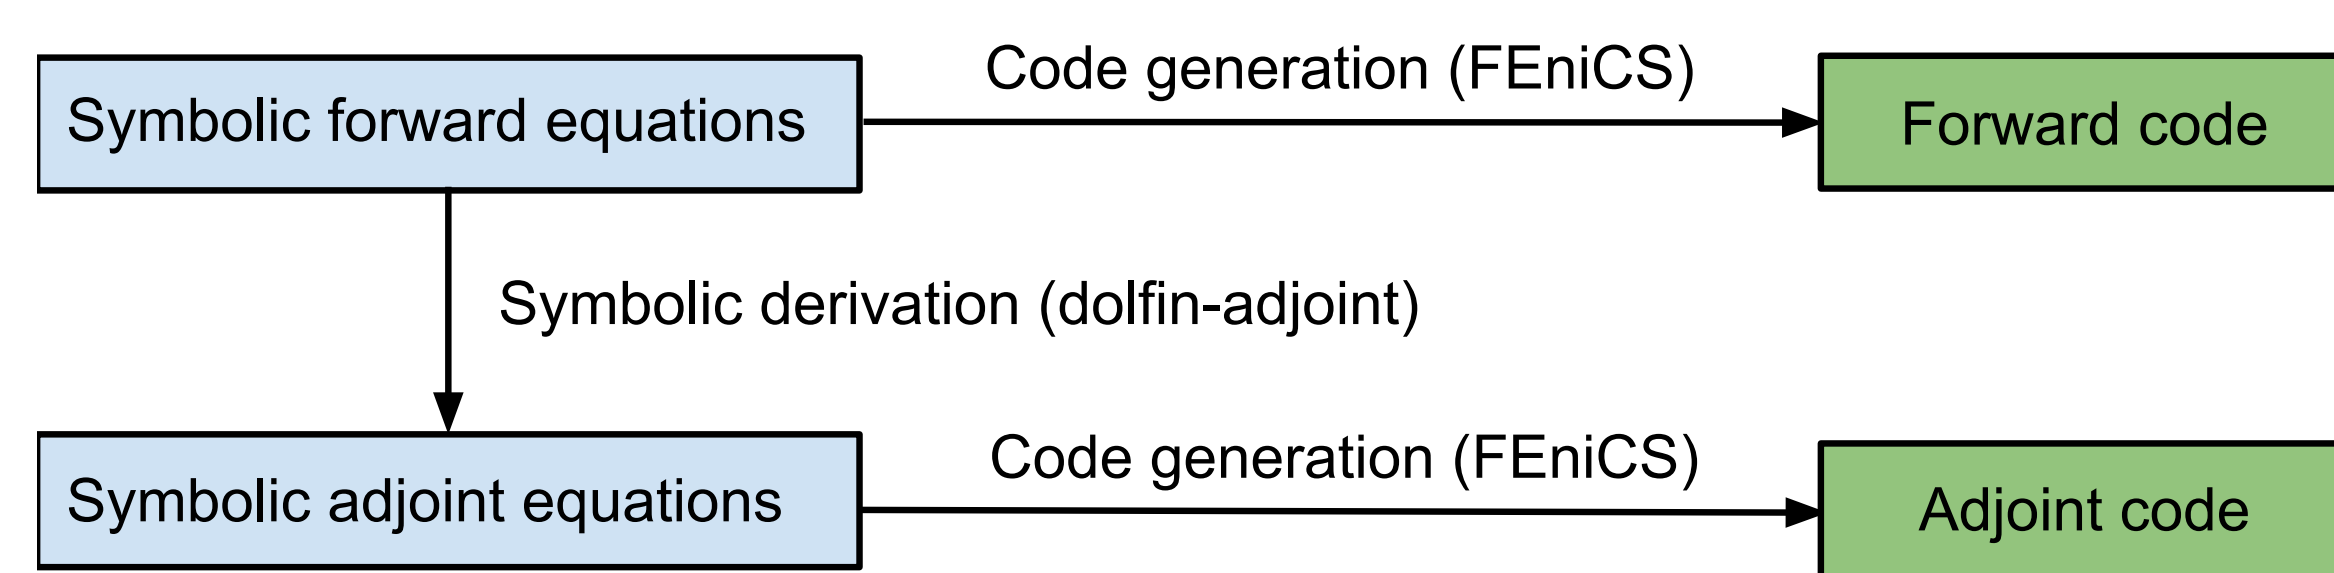 Code generation (FEniCS)
Symbolic forward equations
Forward code
Symbolic derivation (dolfin-adjoint)
Code generation (FEniCS)
Symbolic adjoint equations
Adjoint code